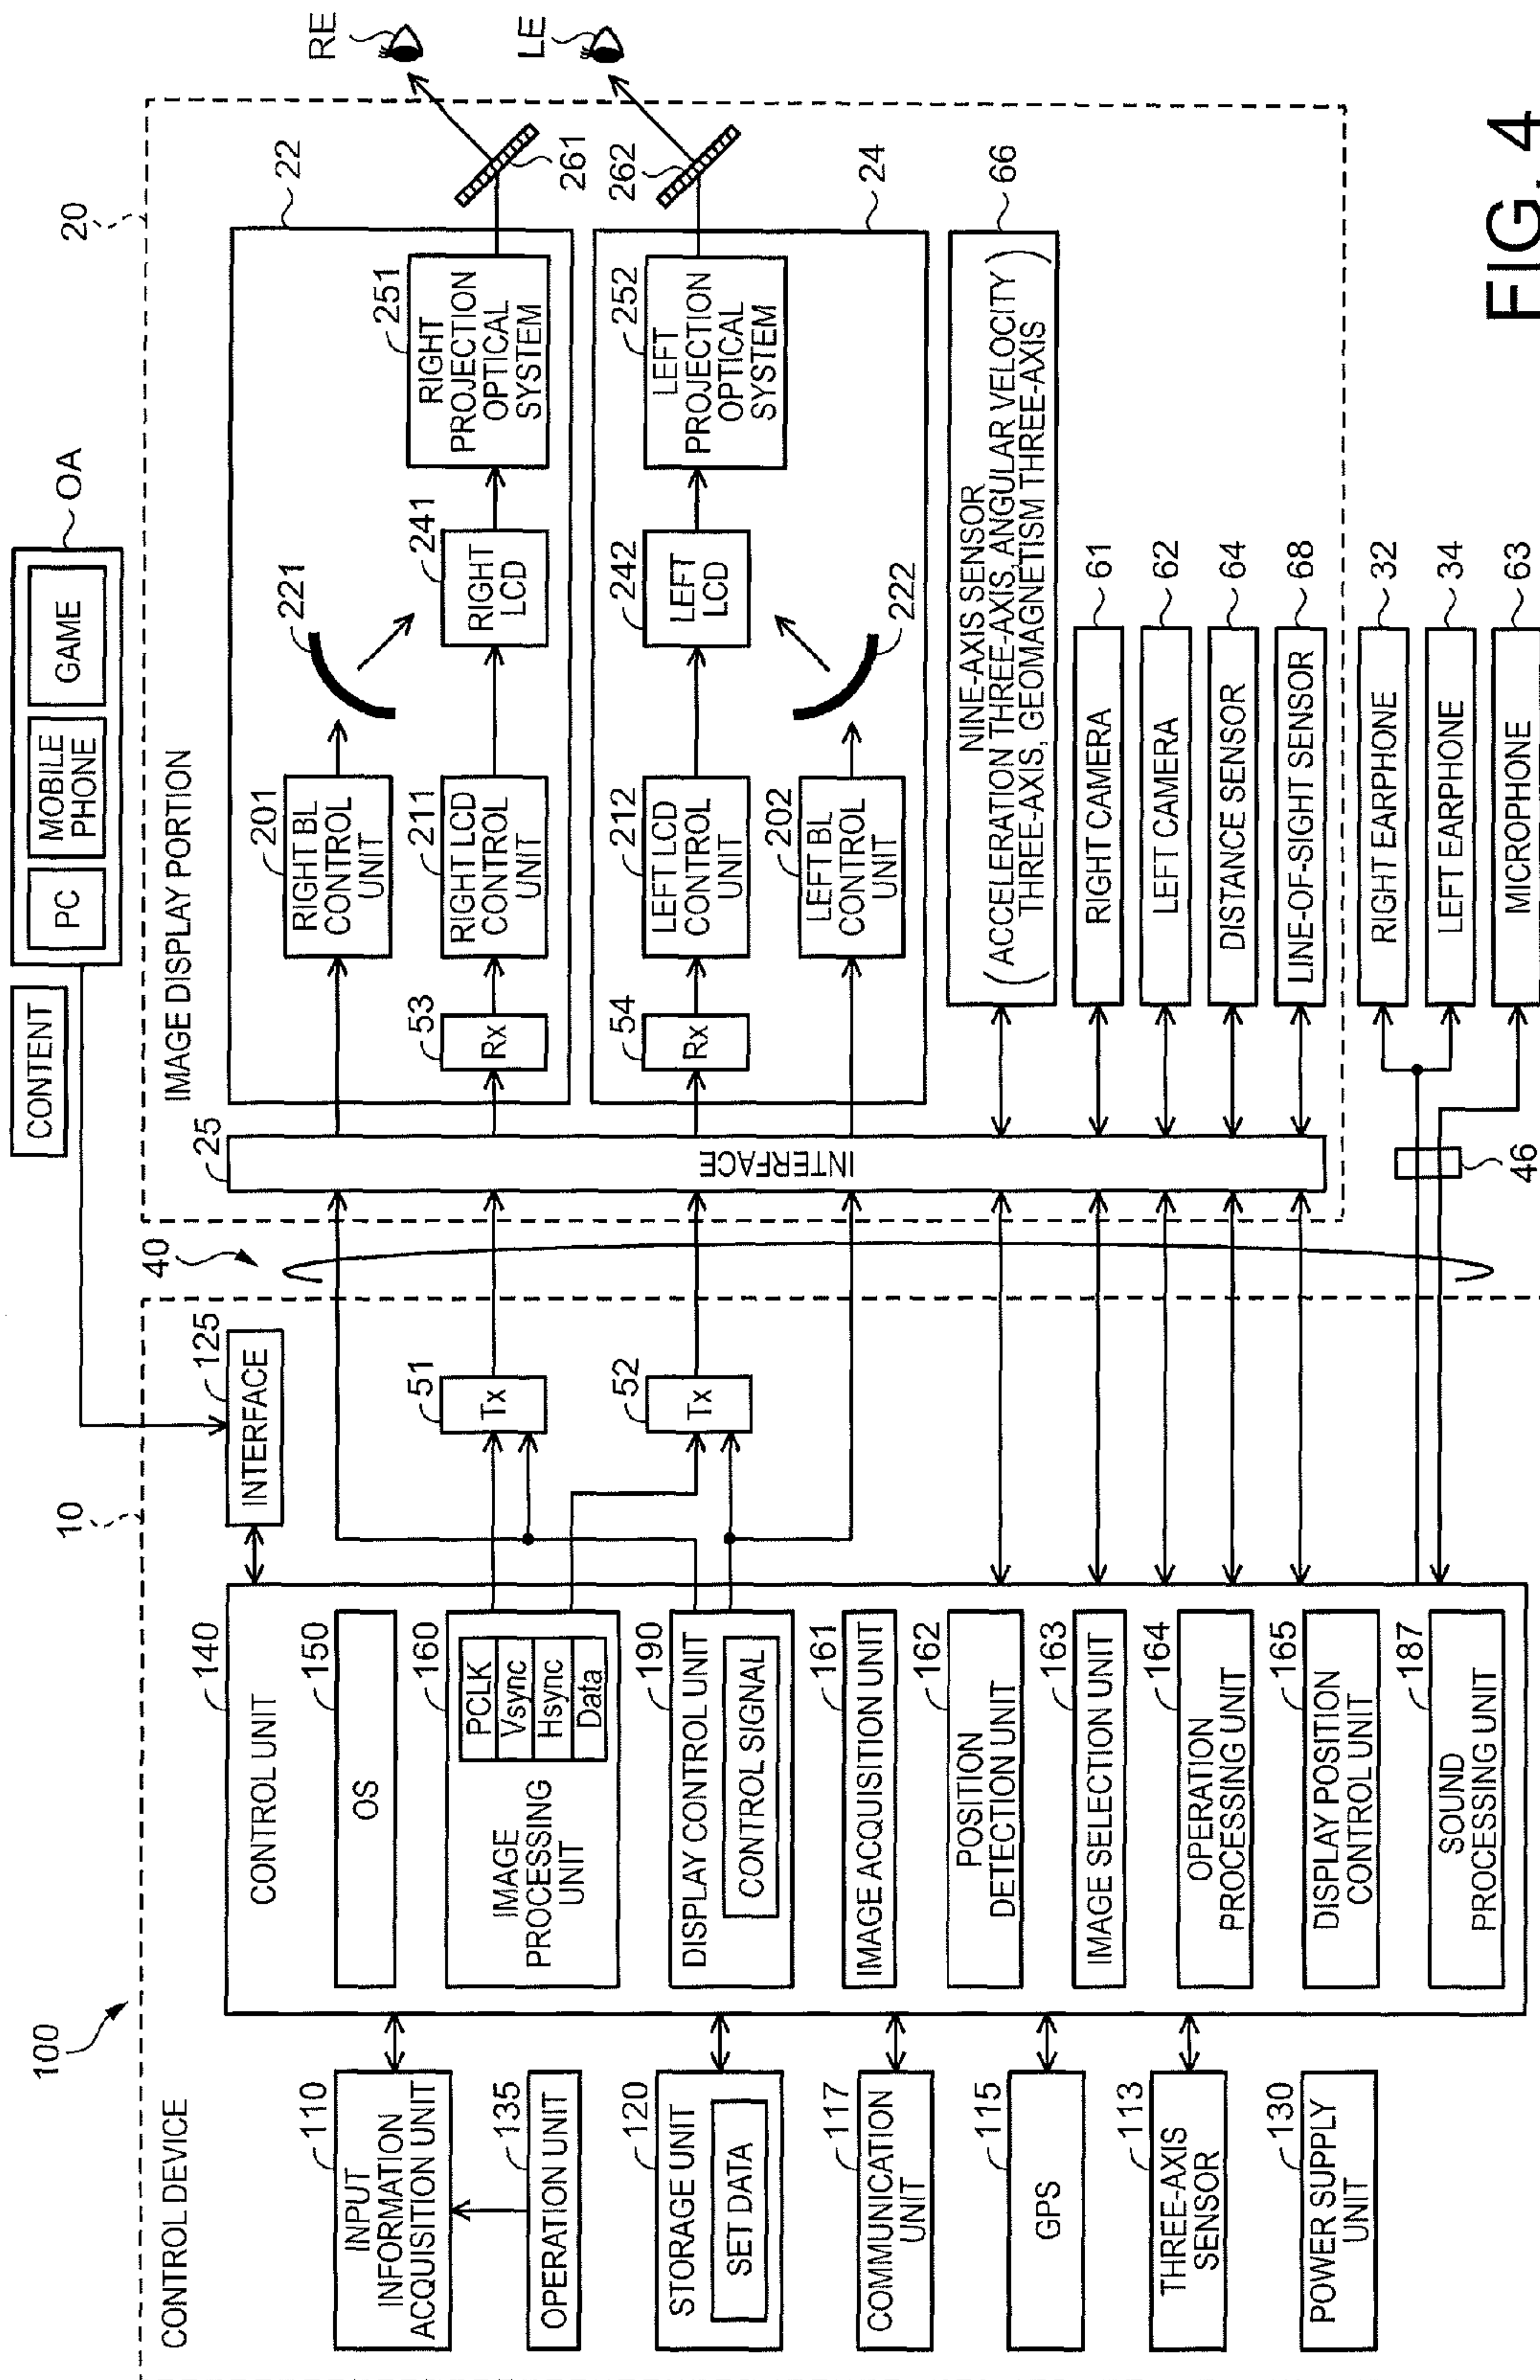 100
CONTROL DEVICE
10
110
INPUT
INFORMATION
ACQUISITION UNIT
135
OPERATION UNIT
120
STORAGE UNIT
SET DATA
117
COMMUNICATION
UNIT
115
GPS
113
THREE-AXIS
SENSOR
130
POWER SUPPLY
UNIT
140
CONTROL UNIT
150
OS
160
IMAGE
PROCESSING
UNIT
PCLK
Vsync
Hsync
Data
190
DISPLAY CONTROL UNIT
CONTROL SIGNAL
161
IMAGE ACQUISITION UNIT
162
POSITION
DETECTION UNIT
163
IMAGE SELECTION UNIT
164
OPERATION
PROCESSING UNIT
165
DISPLAY POSITION
CONTROL UNIT
187
SOUND
PROCESSING UNIT
125
INTERFACE
51
Tx
52
Tx
40
CONTENT
OA
PC
MOBILE
PHONE
GAME
20
IMAGE DISPLAY PORTION
25
INTERFACE
22
201
RIGHT BL
CONTROL
UNIT
221
53
Rx
211
RIGHT LCD
CONTROL
UNIT
241
RIGHT
LCD
251
RIGHT
PROJECTION
OPTICAL
SYSTEM
261
RE
54
Rx
212
LEFT LCD
CONTROL
UNIT
242
LEFT
LCD
252
LEFT
PROJECTION
OPTICAL
SYSTEM
262
LE
202
LEFT BL
CONTROL
UNIT
222
24
NINE-AXIS SENSOR
(ACCELERATION THREE-AXIS, ANGULAR VELOCITY
THREE-AXIS, GEOMAGNETISM THREE-AXIS)
66
RIGHT CAMERA
61
LEFT CAMERA
62
DISTANCE SENSOR
64
LINE-OF-SIGHT SENSOR
68
RIGHT EARPHONE
32
LEFT EARPHONE
34
MICROPHONE
63
46
FIG. 4